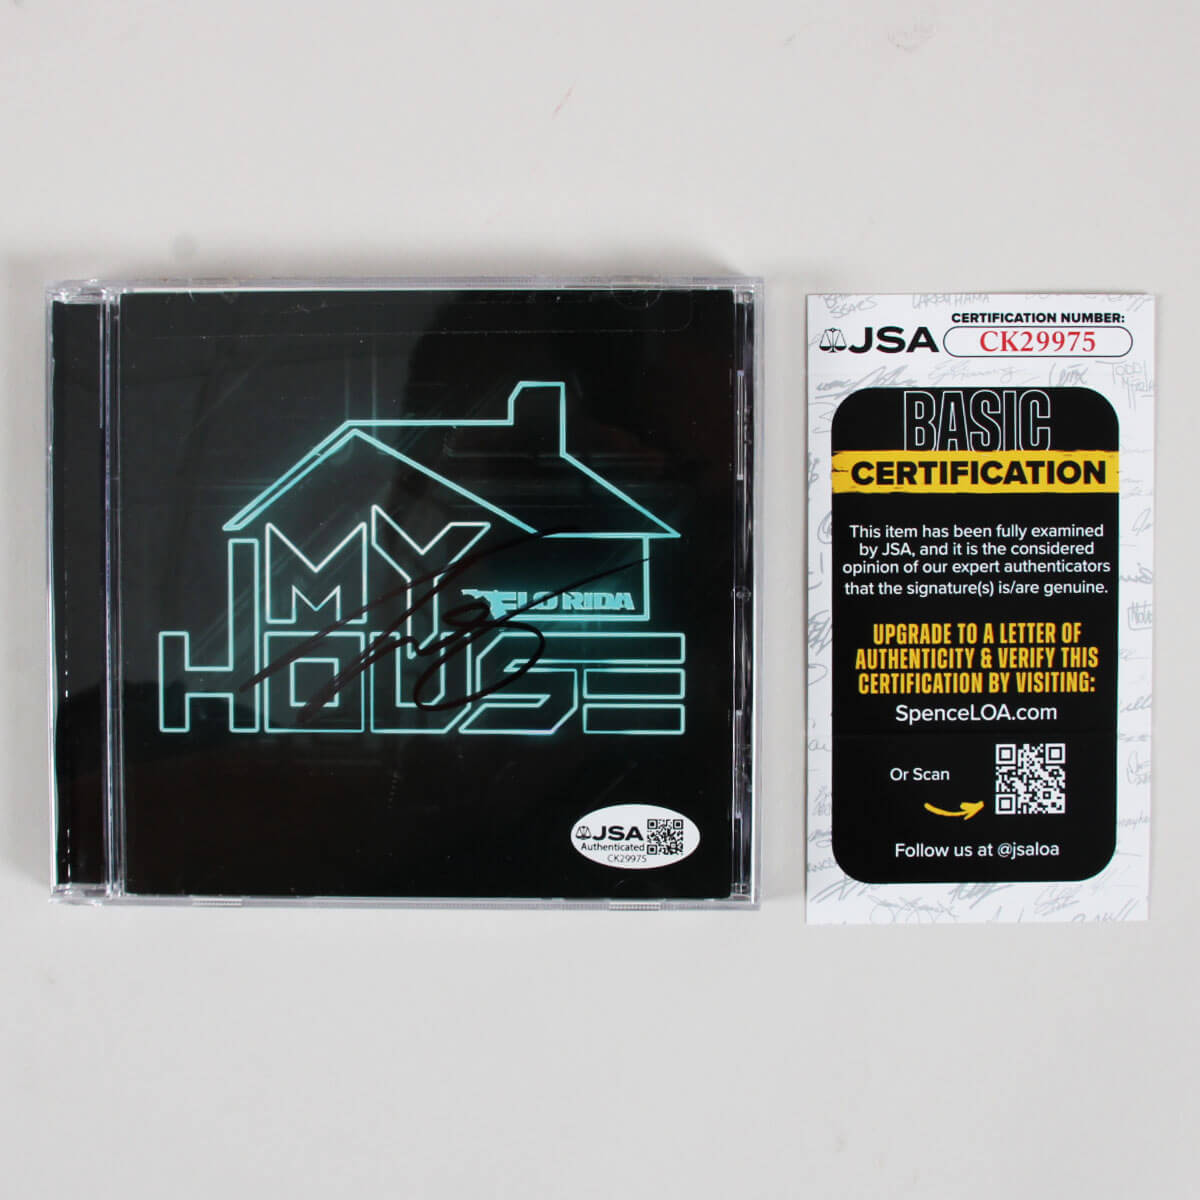 MY
FLO RIDA
HOUSE
JSA
Authenticated
CK29975
JSA
CERTIFICATION NUMBER:
CK29975
BASIC
CERTIFICATION
This item has been fully examined
by JSA, and it is the considered
opinion of our expert authenticators
that the signature(s) is/are genuine.
UPGRADE TO A LETTER OF
AUTHENTICITY & VERIFY THIS
CERTIFICATION BY VISITING:
SpenceLOA.com
Or Scan
Follow us at @jsaloa